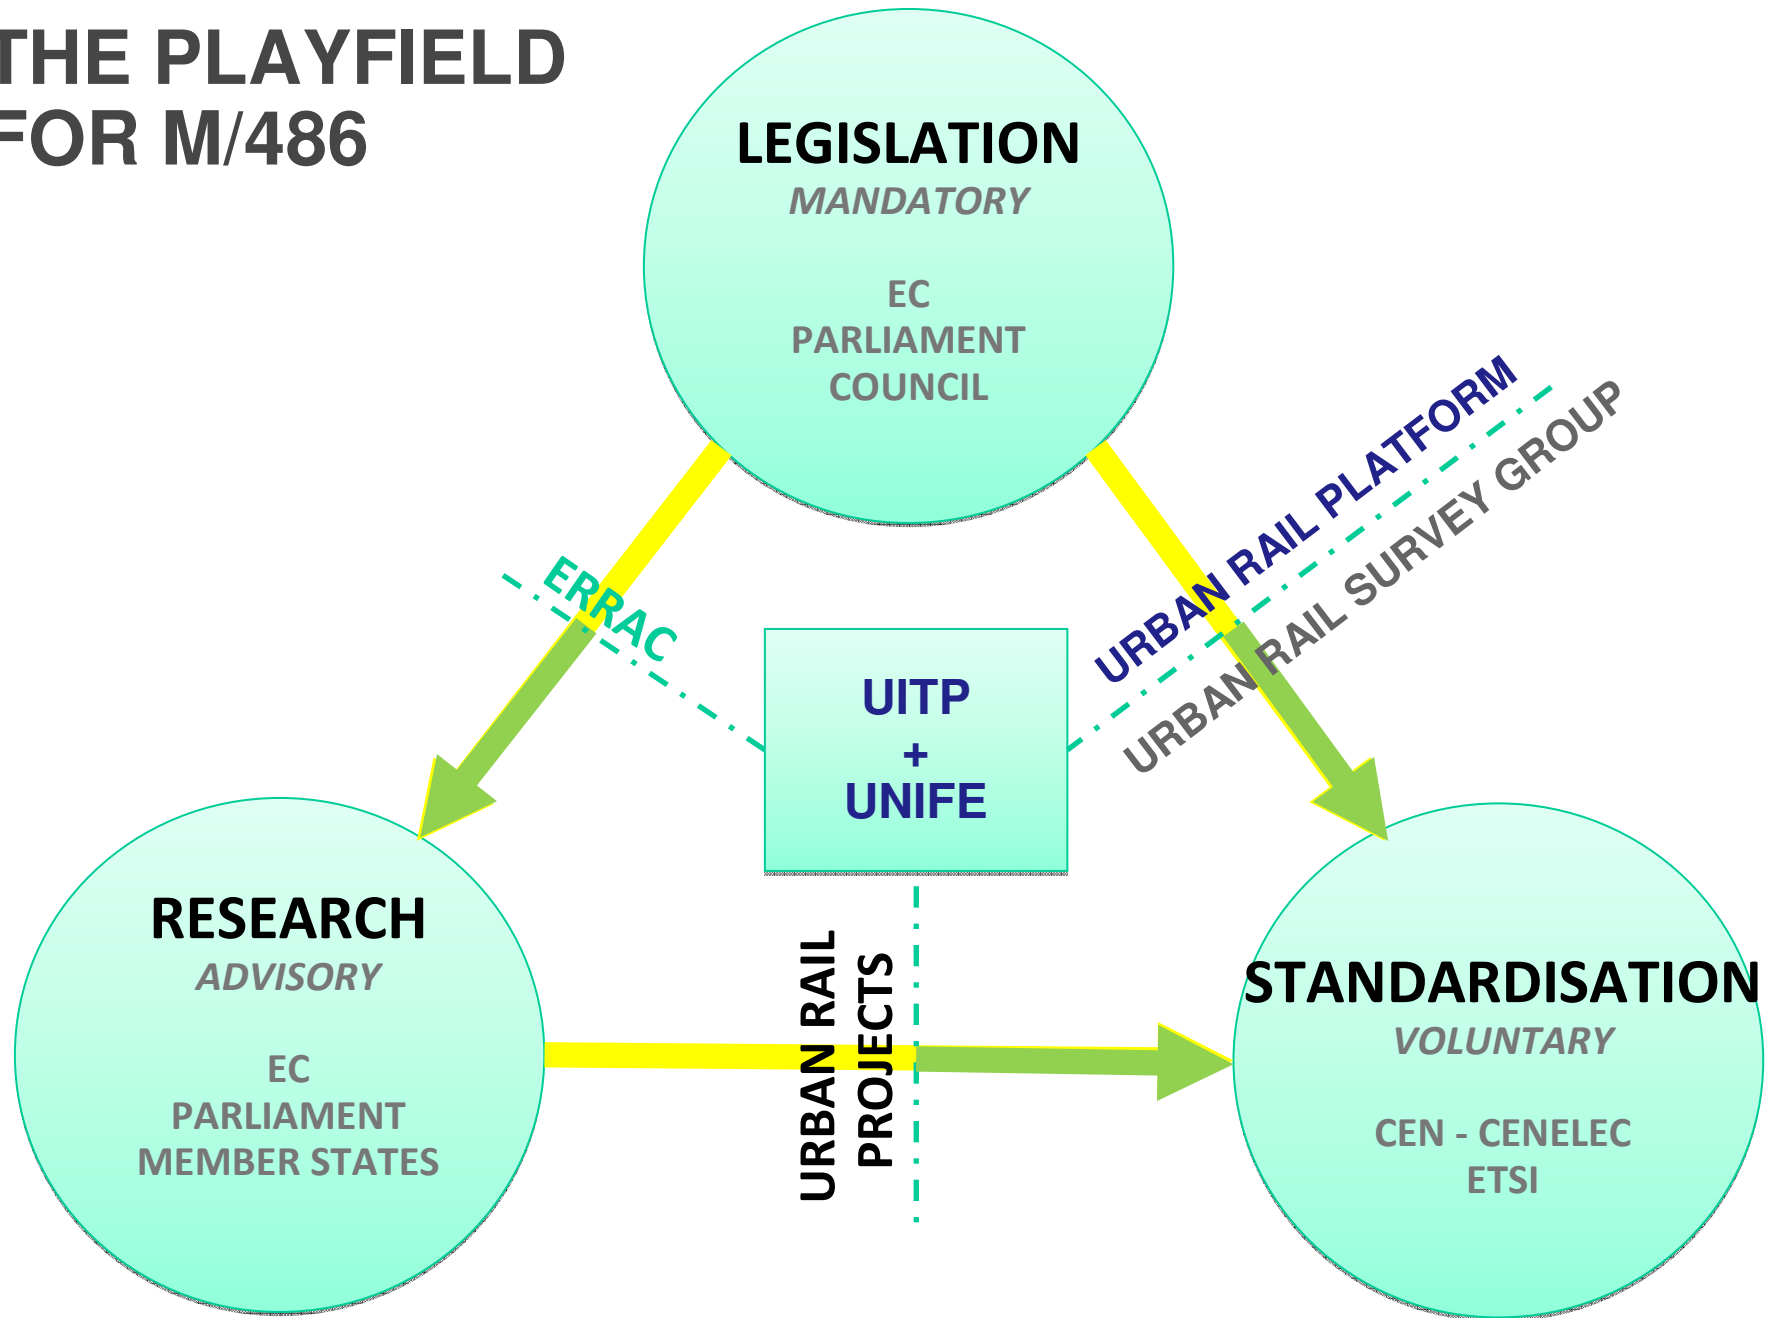 THE PLAYFIELD
FOR M/486
LEGISLATION
MANDATORY
EC
PARLIAMENT
COUNCIL
URBAN RAIL PLATFORM
URBAN RAIL SURVEY GROUP
ERRAC
UITP
+
UNIFE
RESEARCH
ADVISORY
EC
PARLIAMENT
MEMBER STATES
URBAN RAIL
PROJECTS
STANDARDISATION
VOLUNTARY
CEN - CENELEC
ETSI